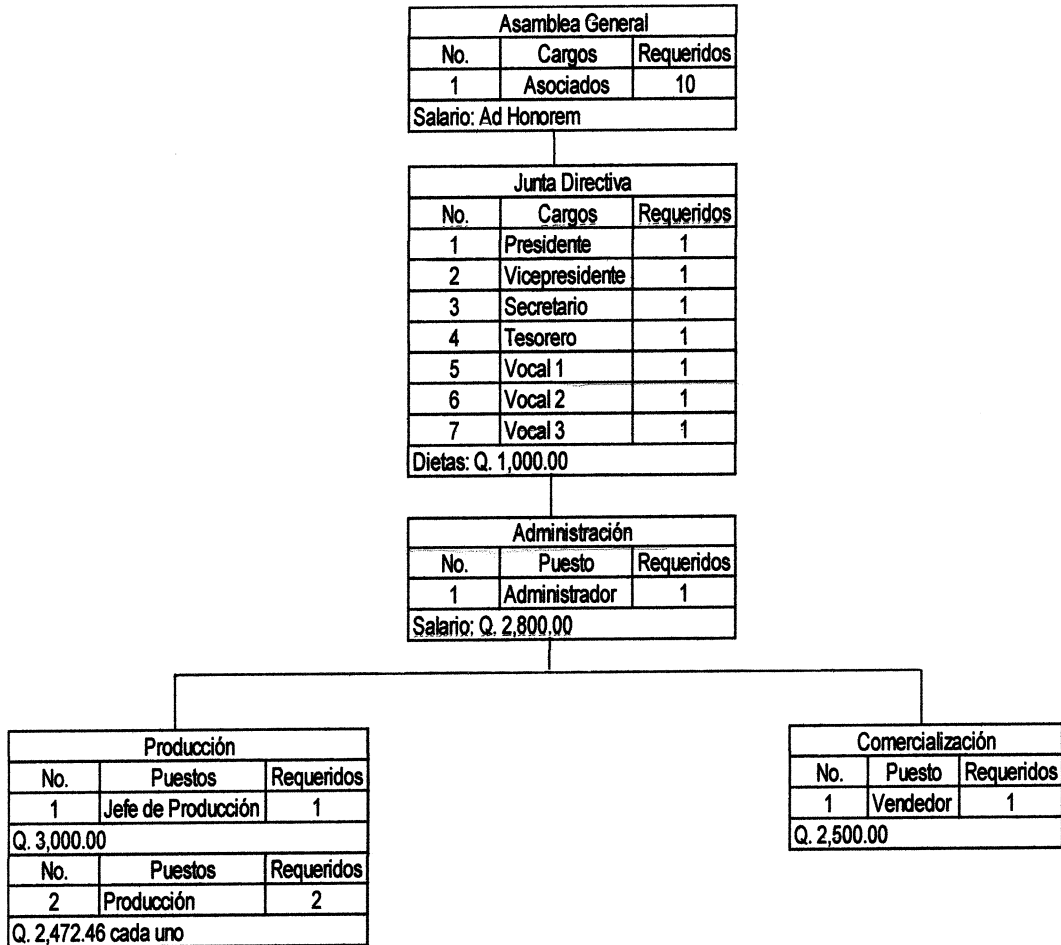 Asamblea General
No. Cargos Requeridos
1 Asociados 10
Salario: Ad Honorem
Junta Directiva
No. Cargos Requeridos
1 Presidente 1
2 Vicepresidente 1
3 Secretario 1
4 Tesorero 1
5 Vocal 1 1
6 Vocal 2 1
7 Vocal 3 1
Dietas: Q. 1,000.00
Administración
No. Puesto Requeridos
1 Administrador 1
Salario: Q. 2,800.00
Producción
No. Puestos Requeridos
1 Jefe de Producción 1
Q. 3,000.00
No. Puestos Requeridos
2 Producción 2
Q. 2,472.46 cada uno
Comercialización
No. Puesto Requeridos
1 Vendedor 1
Q. 2,500.00